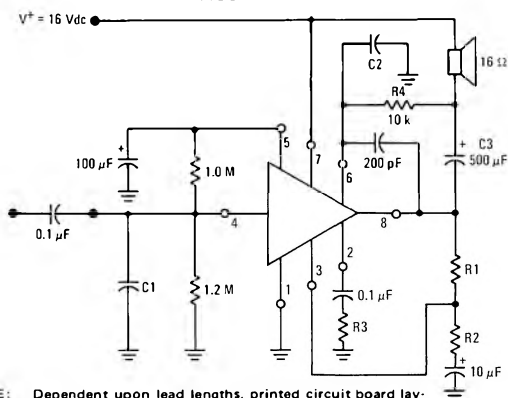 V⁺ = 16 Vdc
C2
16 Ω
R4
10 k
5
7
100 μF
+
1.0 M
6
200 pF
+
C3
500 μF
4
8
0.1 μF
C1
1.2 M
1
3
2
0.1 μF
R3
R1
R2
+
10 μF
E: Dependent upon lead lengths, printed circuit board lay-